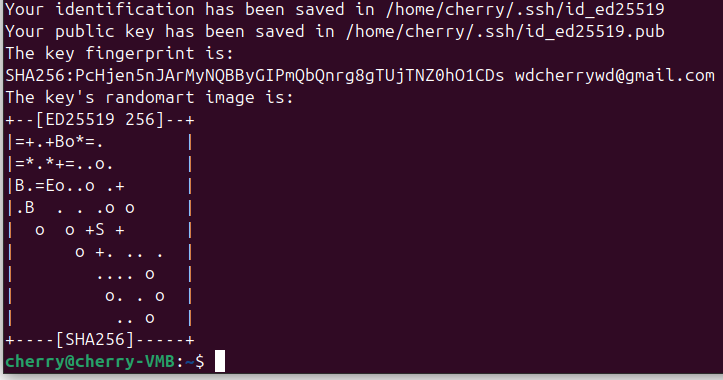 Your identification has been saved in /home/cherry/.ssh/id_ed25519
Your public key has been saved in /home/cherry/.ssh/id_ed25519.pub
The key fingerprint is:
SHA256:PcHjen5nJArMyNQBByGIPmQbQnrg8gTUjTNZ0hO1CDs wdcherrywd@gmail.com
The key's randomart image is:
+--[ED25519 256]--+
|=+.+Bo*=.        |
|=*.*+=..o.       |
|B.=Eo..o .+      |
|.B  . . .o o     |
|  o  o +S +      |
|      o +. .. .  |
|        .... o   |
|         o. . o  |
|          .. o   |
+----[SHA256]-----+
cherry@cherry-VMB:~$